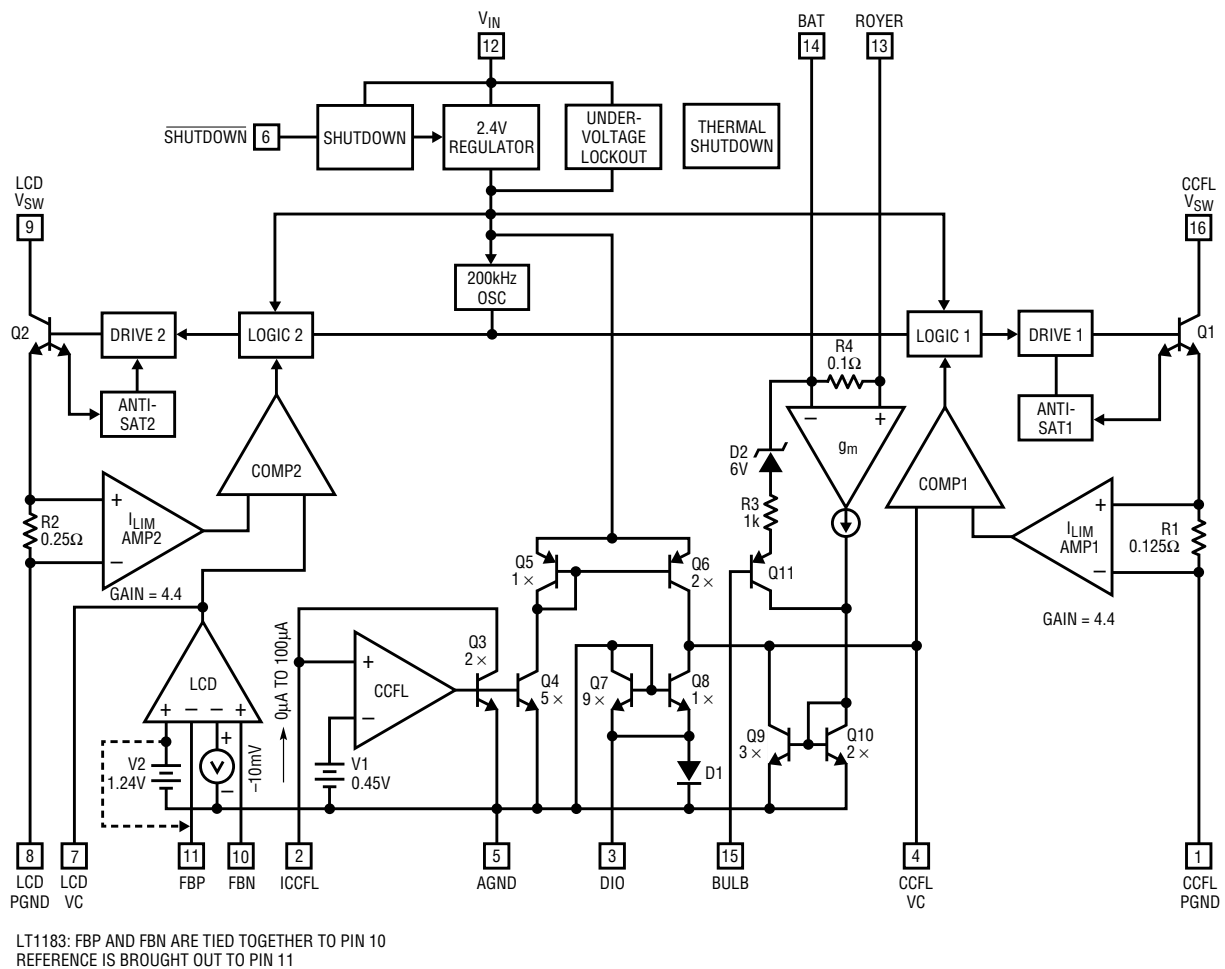 V_IN
12
BAT
14
ROYER
13
SHUTDOWN
6
SHUTDOWN
2.4V
REGULATOR
UNDER-
VOLTAGE
LOCKOUT
THERMAL
SHUTDOWN
LCD
V_SW
9
CCFL
V_SW
16
200kHz
OSC
Q2
DRIVE 2
LOGIC 2
LOGIC 1
DRIVE 1
Q1
ANTI-
SAT2
R4
0.1Ω
ANTI-
SAT1
COMP2
D2
6V
–
+
g_m
COMP1
R3
1k
R2
0.25Ω
+
–
I_LIM
AMP2
GAIN = 4.4
I_LIM
AMP1
+
–
R1
0.125Ω
GAIN = 4.4
Q5
1×
Q6
2×
Q11
0µA TO 100µA
LCD
+ – – +
+
–
CCFL
Q3
2×
Q4
5×
Q7
9×
Q8
1×
Q9
3×
Q10
2×
V2
1.24V
+
V
–
–10mV
V1
0.45V
D1
8
7
11
10
2
5
3
15
4
1
LCD
PGND
LCD
VC
FBP
FBN
ICCFL
AGND
DIO
BULB
CCFL
VC
CCFL
PGND
LT1183: FBP AND FBN ARE TIED TOGETHER TO PIN 10
REFERENCE IS BROUGHT OUT TO PIN 11